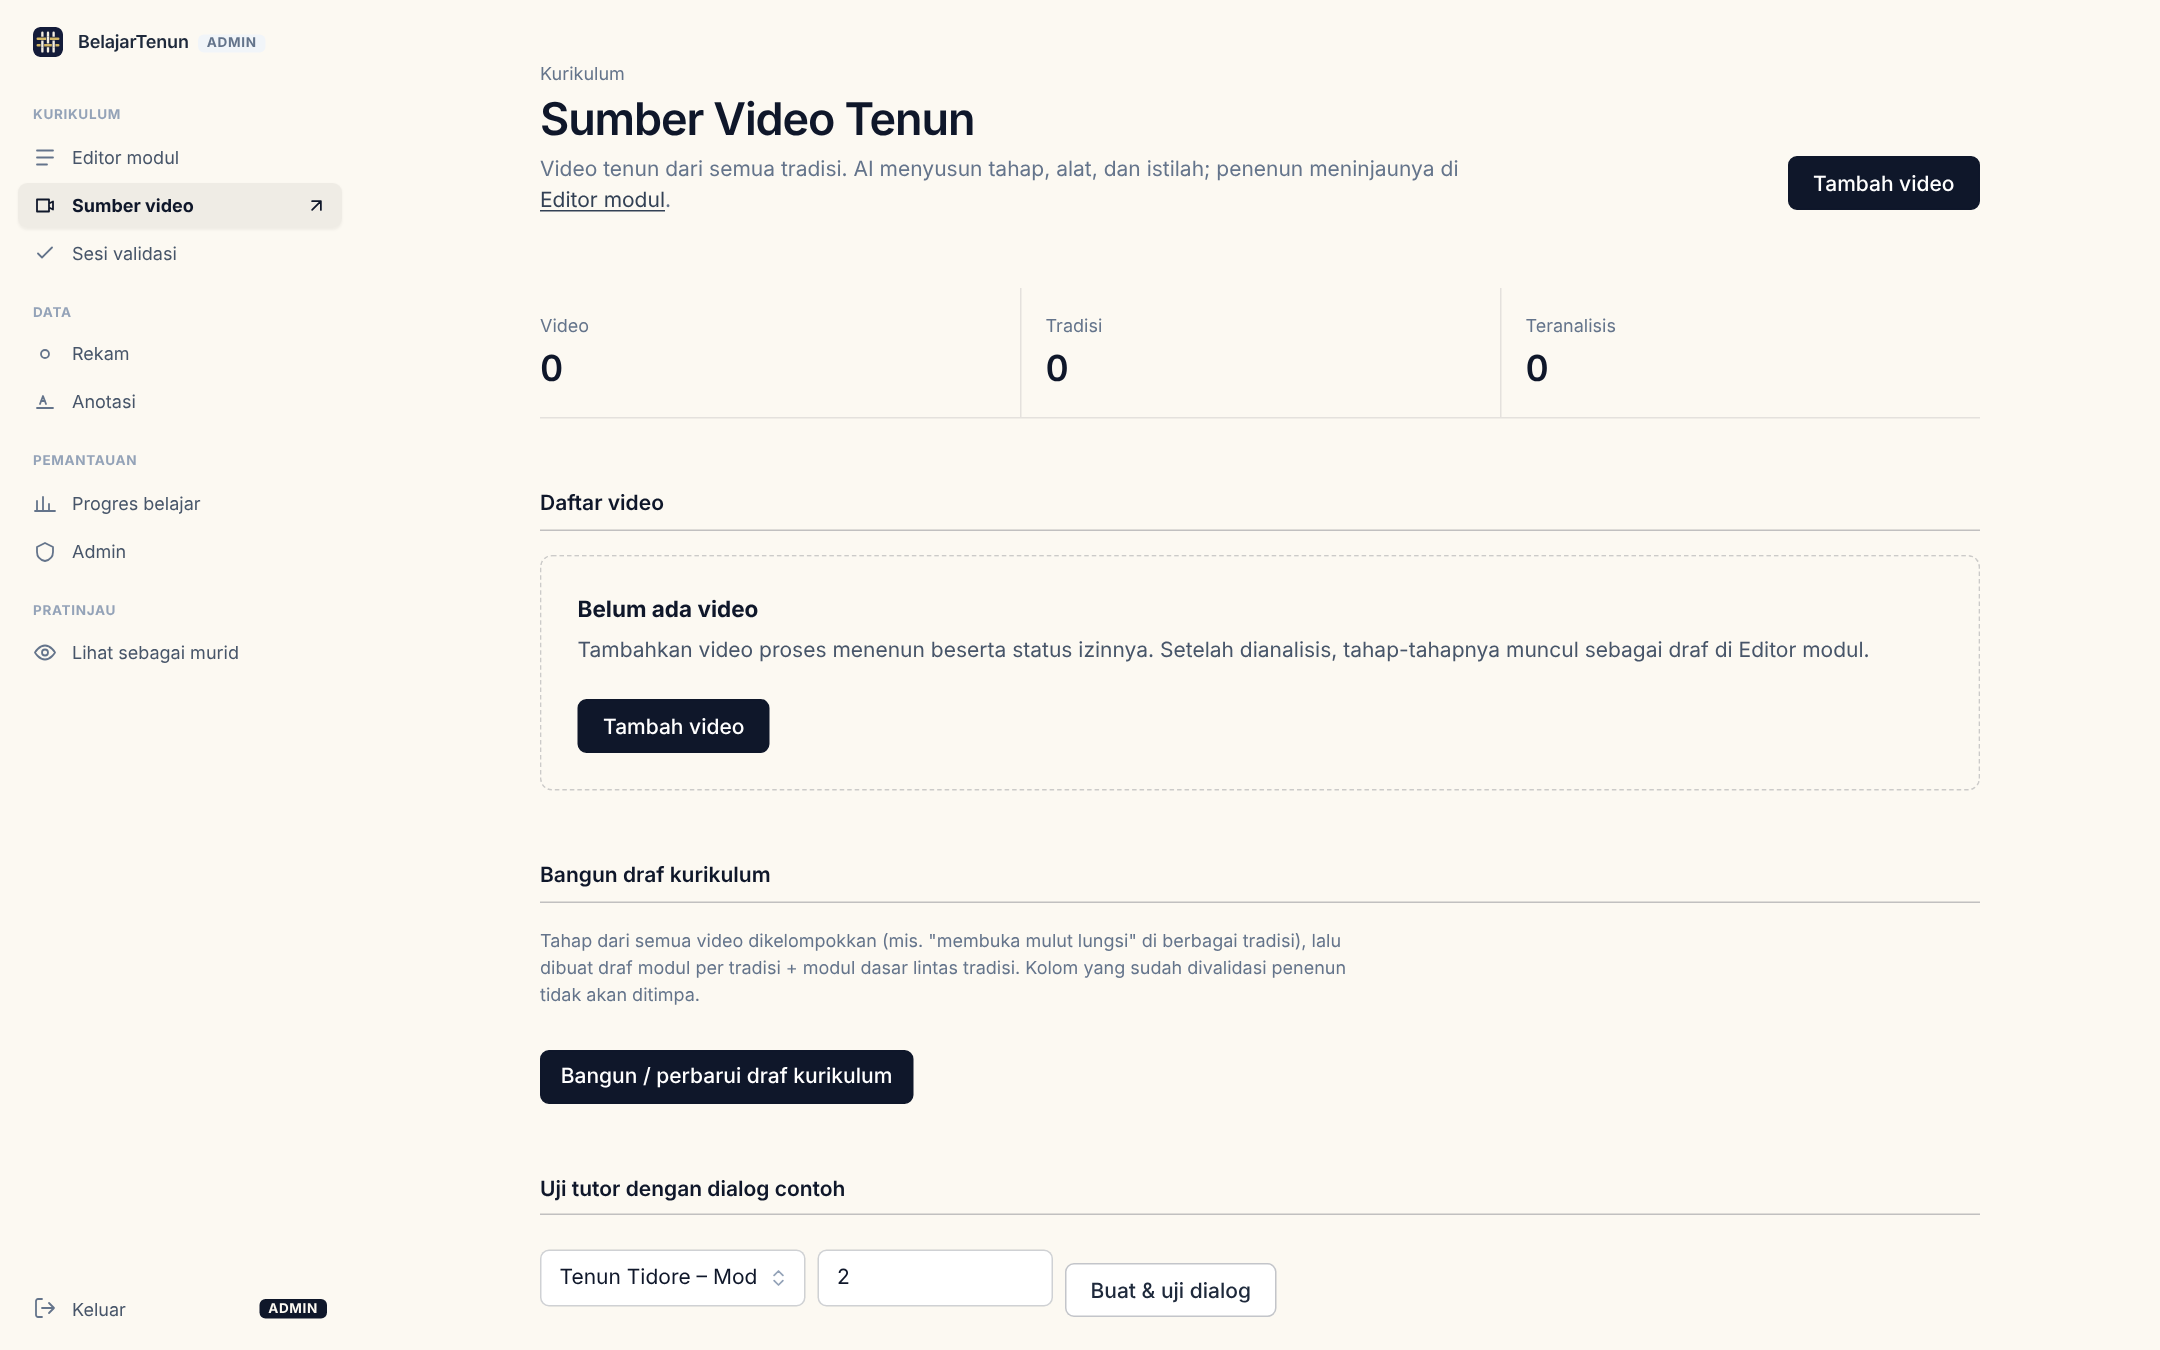 BelajarTenun ADMIN
KURIKULUM
Editor modul
Sumber video
Sesi validasi
DATA
Rekam
Anotasi
PEMANTAUAN
Progres belajar
Admin
PRATINJAU
Lihat sebagai murid
Keluar ADMIN
Kurikulum
Sumber Video Tenun
Video tenun dari semua tradisi. AI menyusun tahap, alat, dan istilah; penenun meninjaunya di
Editor modul.
Tambah video
Video
0
Tradisi
0
Teranalisis
0
Daftar video
Belum ada video
Tambahkan video proses menenun beserta status izinnya. Setelah dianalisis, tahap-tahapnya muncul sebagai draf di Editor modul.
Tambah video
Bangun draf kurikulum
Tahap dari semua video dikelompokkan (mis. "membuka mulut lungsi" di berbagai tradisi), lalu
dibuat draf modul per tradisi + modul dasar lintas tradisi. Kolom yang sudah divalidasi penenun
tidak akan ditimpa.
Bangun / perbarui draf kurikulum
Uji tutor dengan dialog contoh
Tenun Tidore – Mod
2
Buat & uji dialog